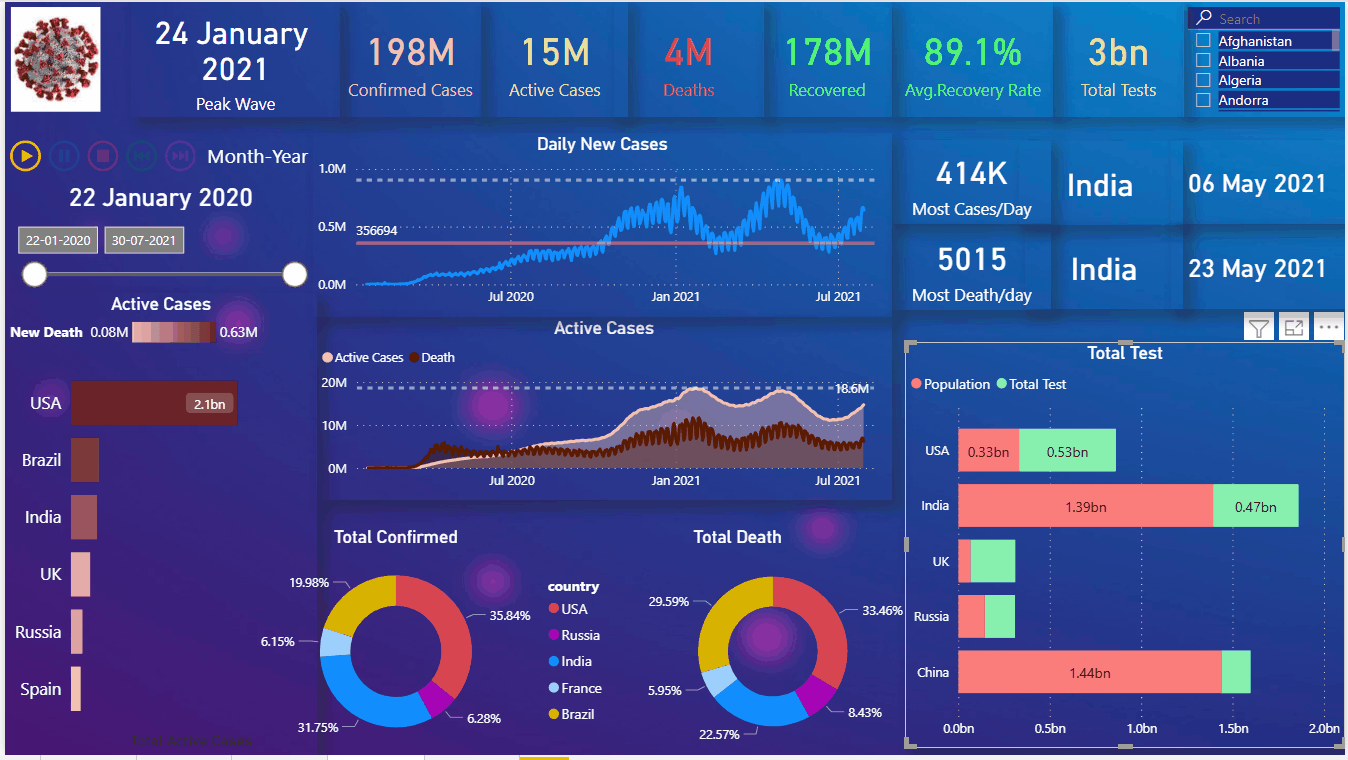 24 January
2021
Peak Wave
198M
Confirmed Cases
15M
Active Cases
4M
Deaths
178M
Recovered
89.1%
Avg.Recovery Rate
3bn
Total Tests
Search
Afghanistan
Albania
Algeria
Andorra
Month-Year
22 January 2020
22-01-2020 30-07-2021
Active Cases
New Death 0.08M 0.63M
USA 2.1bn
Brazil
India
UK
Russia
Spain
Total Active Cases
Daily New Cases
1.0M
0.5M
356694
0.0M
Jul 2020 Jan 2021 Jul 2021
Active Cases
Active Cases Death
20M 18.6M
10M
0M
Jul 2020 Jan 2021 Jul 2021
Total Confirmed
19.98%
35.84%
6.15%
6.28%
31.75%
country
USA
Russia
India
France
Brazil
Total Death
29.59%
33.46%
5.95%
8.43%
22.57%
414K
Most Cases/Day
India
06 May 2021
5015
Most Death/day
India
23 May 2021
Total Test
Population Total Test
USA 0.33bn 0.53bn
India 1.39bn 0.47bn
UK
Russia
China 1.44bn
0.0bn 0.5bn 1.0bn 1.5bn 2.0bn